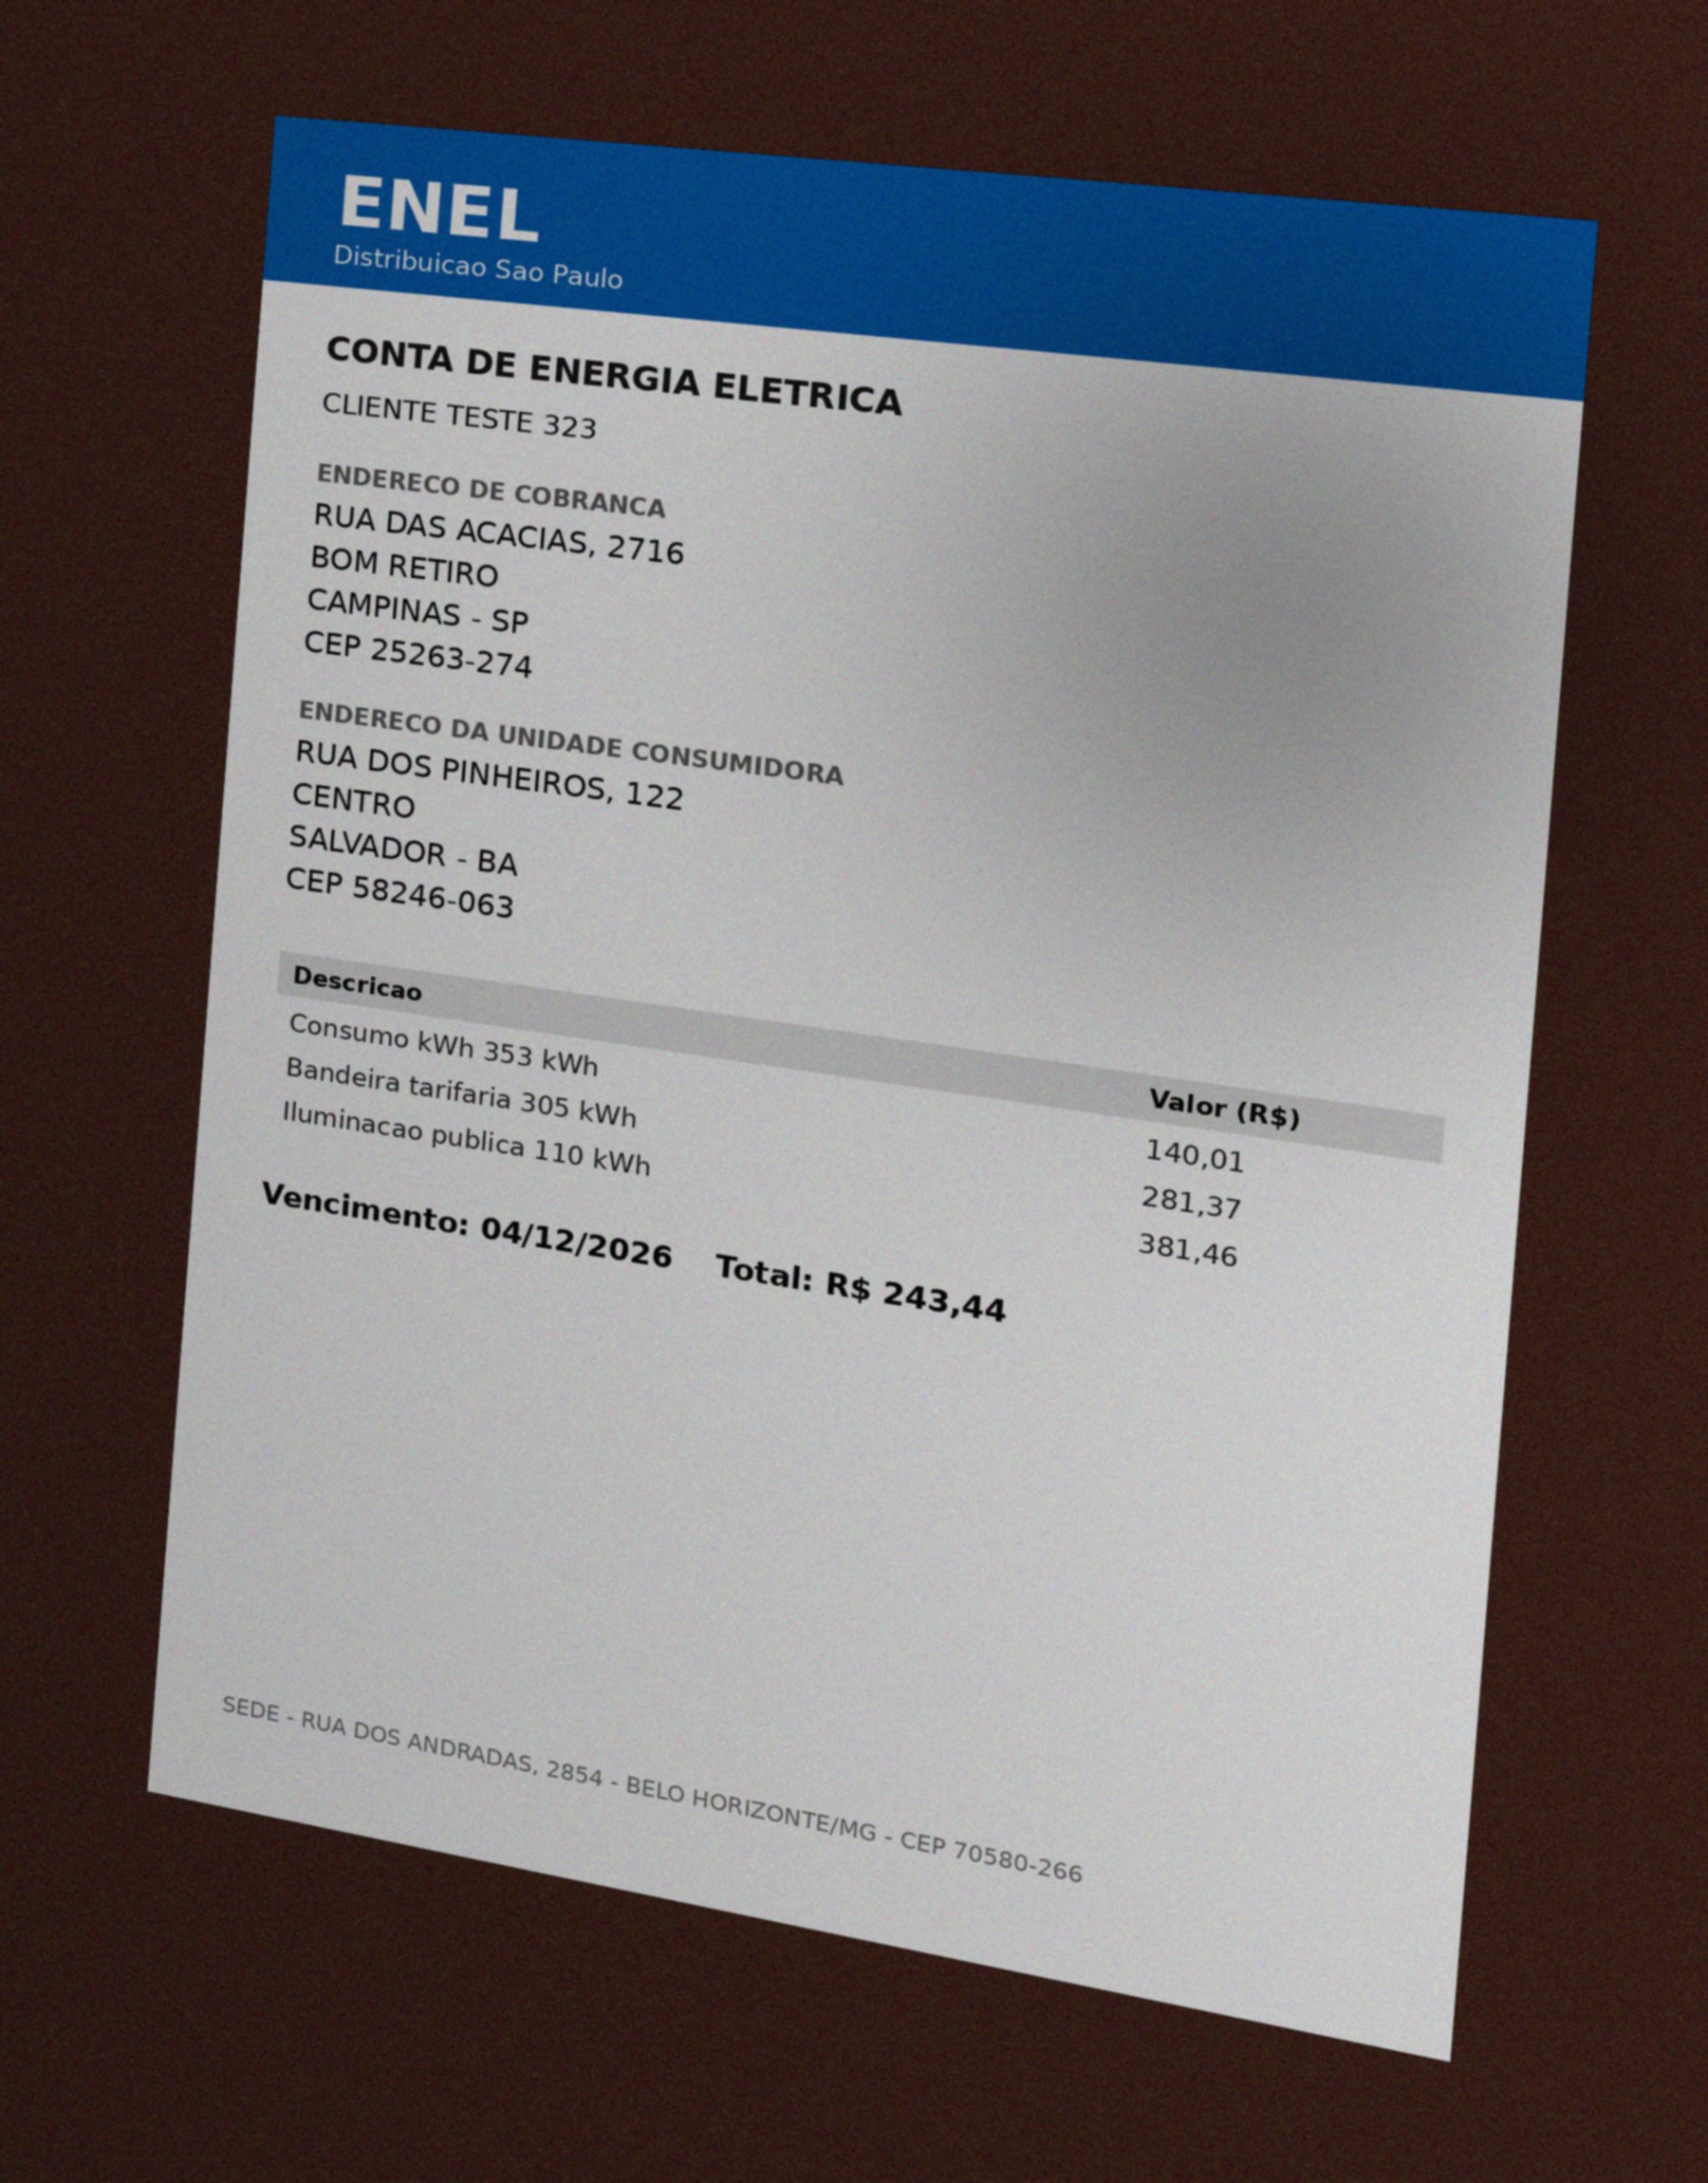 ENEL
Distribuicao Sao Paulo
CONTA DE ENERGIA ELETRICA
CLIENTE TESTE 323
ENDERECO DE COBRANCA
RUA DAS ACACIAS, 2716
BOM RETIRO
CAMPINAS - SP
CEP 25263-274
ENDERECO DA UNIDADE CONSUMIDORA
RUA DOS PINHEIROS, 122
CENTRO
SALVADOR - BA
CEP 58246-063
Descricao Valor (R$)
Consumo kWh 353 kWh 140,01
Bandeira tarifaria 305 kWh 281,37
Iluminacao publica 110 kWh 381,46
Vencimento: 04/12/2026 Total: R$ 243,44
SEDE - RUA DOS ANDRADAS, 2854 - BELO HORIZONTE/MG - CEP 70580-266